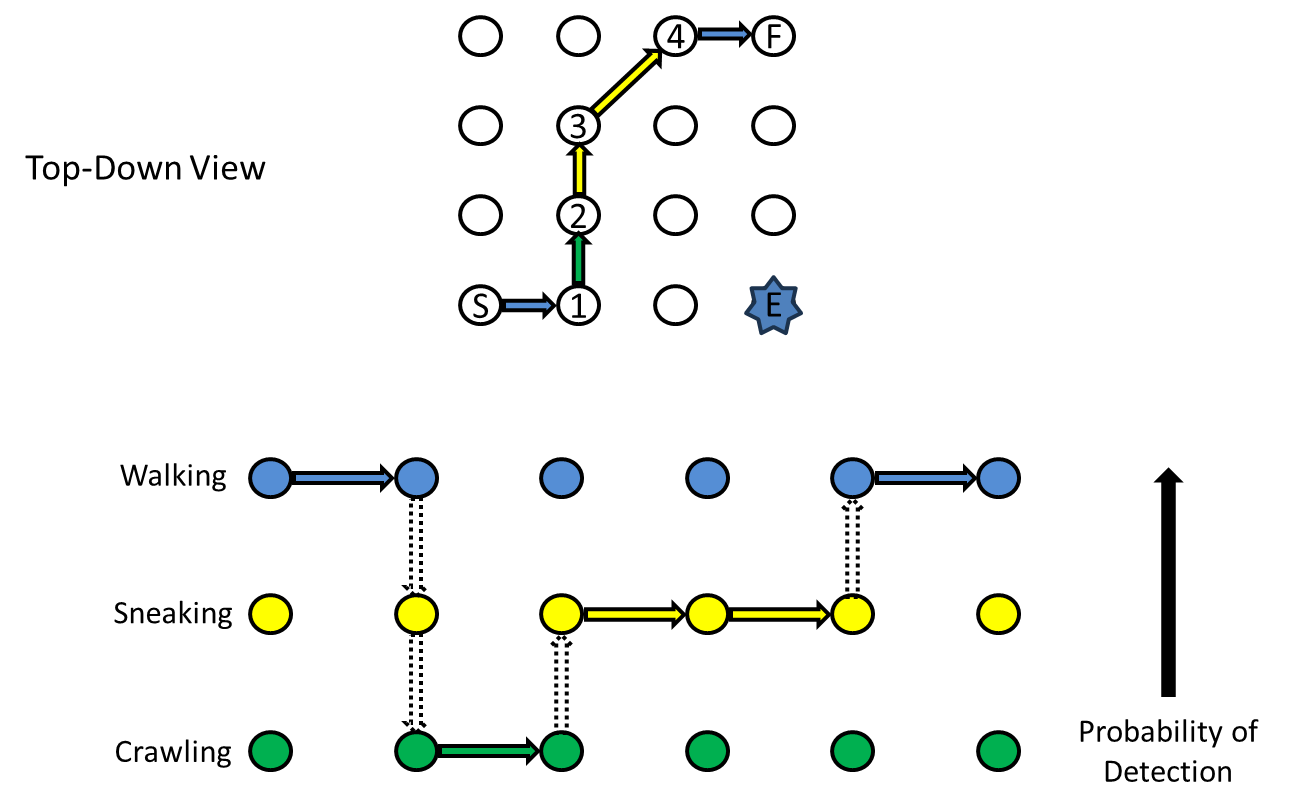 4 F
3
Top-Down View
2
S 1 E
Walking
Sneaking
Crawling
Probability of
Detection